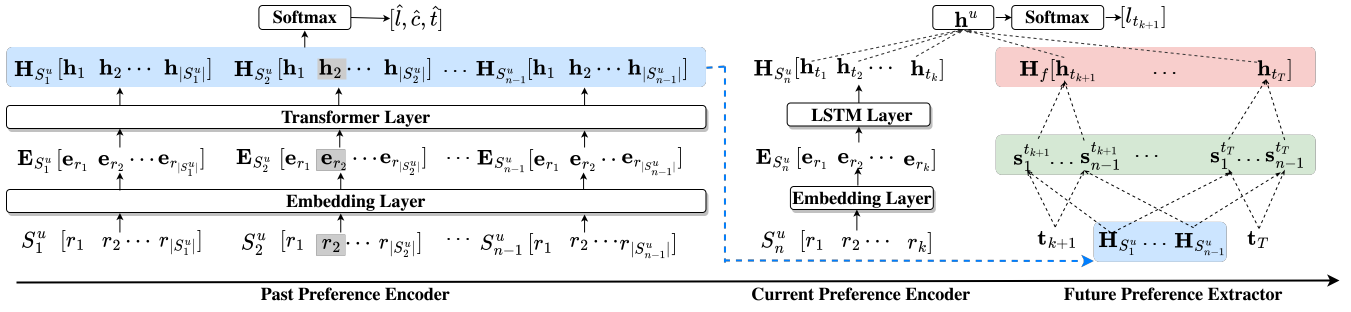 Softmax [l̂, ĉ, t̂] h^u Softmax [l_{t_{k+1}}]
H_{S_1^u} [h_1 h_2 ⋯ h_{|S_1^u|}] H_{S_2^u} [h_1 h_2 ⋯ h_{|S_2^u|}] ⋯ H_{S_{n-1}^u} [h_1 h_2 ⋯ h_{|S_{n-1}^u|}] H_{S_n^u} [h_{t_1} h_{t_2} ⋯ h_{t_k}] H_f [h_{t_{k+1}} ⋯ h_{t_T}]
Transformer Layer LSTM Layer
E_{S_1^u} [e_{r_1} e_{r_2} ⋯ e_{r_{|S_1^u|}}] E_{S_2^u} [e_{r_1} e_{r_2} ⋯ e_{r_{|S_2^u|}}] ⋯ E_{S_{n-1}^u} [e_{r_1} e_{r_2} ⋯ e_{r_{|S_{n-1}^u|}}] E_{S_n^u} [e_{r_1} e_{r_2} ⋯ e_{r_k}] s_1^{t_{k+1}} … s_{n-1}^{t_{k+1}} ⋯ s_1^{t_T} … s_{n-1}^{t_T}
Embedding Layer Embedding Layer
S_1^u [r_1 r_2 ⋯ r_{|S_1^u|}] S_2^u [r_1 r_2 ⋯ r_{|S_2^u|}] ⋯ S_{n-1}^u [r_1 r_2 ⋯ r_{|S_{n-1}^u|}] S_n^u [r_1 r_2 ⋯ r_k] t_{k+1} H_{S_1^u} ⋯ H_{S_{n-1}^u} t_T
Past Preference Encoder Current Preference Encoder Future Preference Extractor